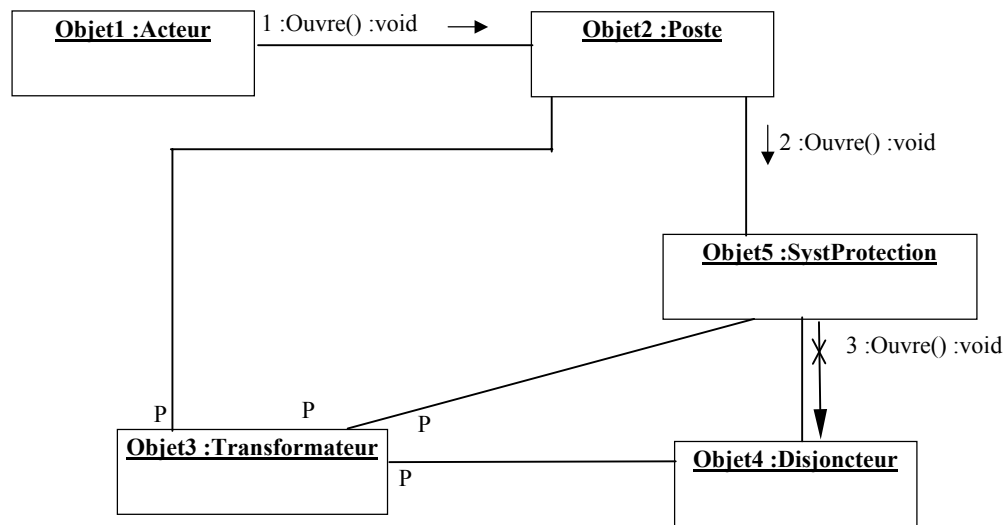 1 :Ouvre() :void
Objet1 :Acteur
Objet2 :Poste
2 :Ouvre() :void
Objet5 :SystProtection
3 :Ouvre() :void
P
P
P
Objet3 :Transformateur
Objet4 :Disjoncteur
P